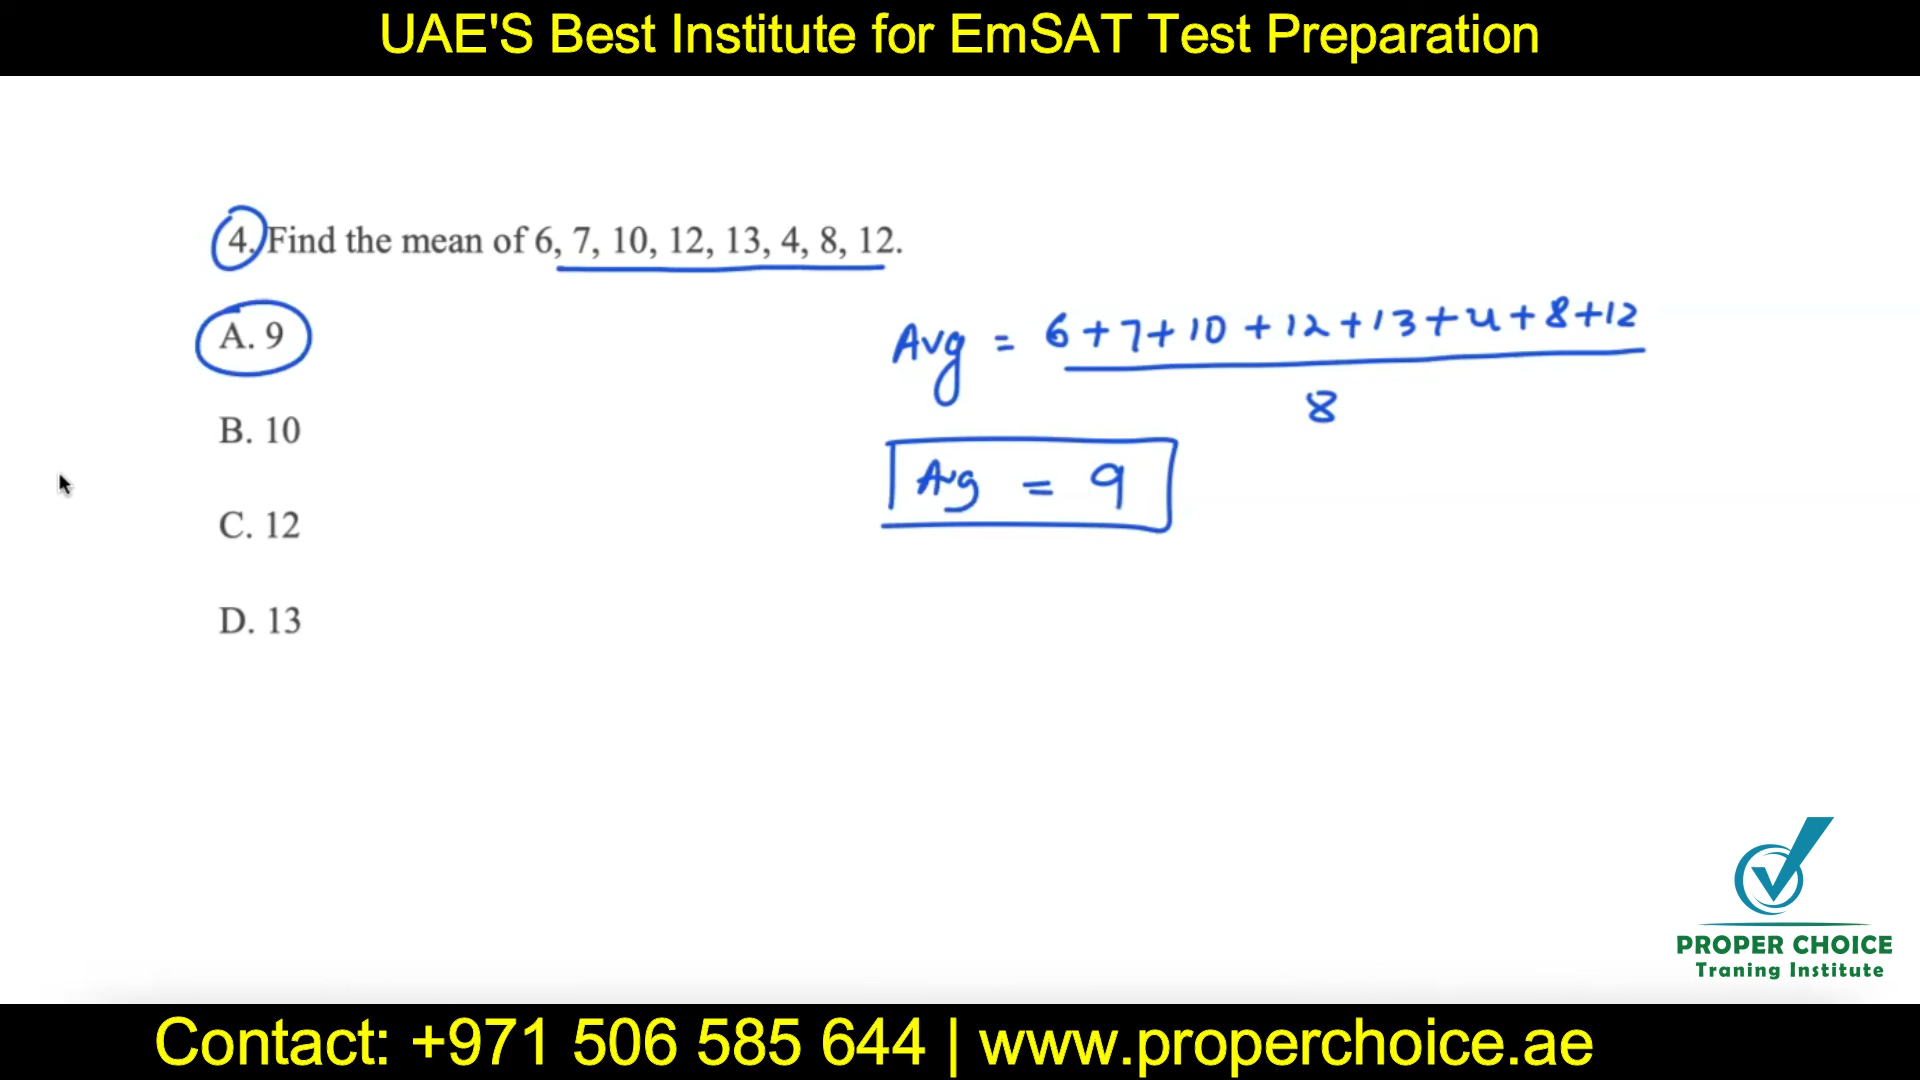 UAE'S Best Institute for EmSAT Test Preparation
4. Find the mean of 6, 7, 10, 12, 13, 4, 8, 12.
A. 9
B. 10
C. 12
D. 13
Avg = 6+7+10+12+13+4+8+12
8
Avg = 9
PROPER CHOICE
Traning Institute
Contact: +971 506 585 644 | www.properchoice.ae